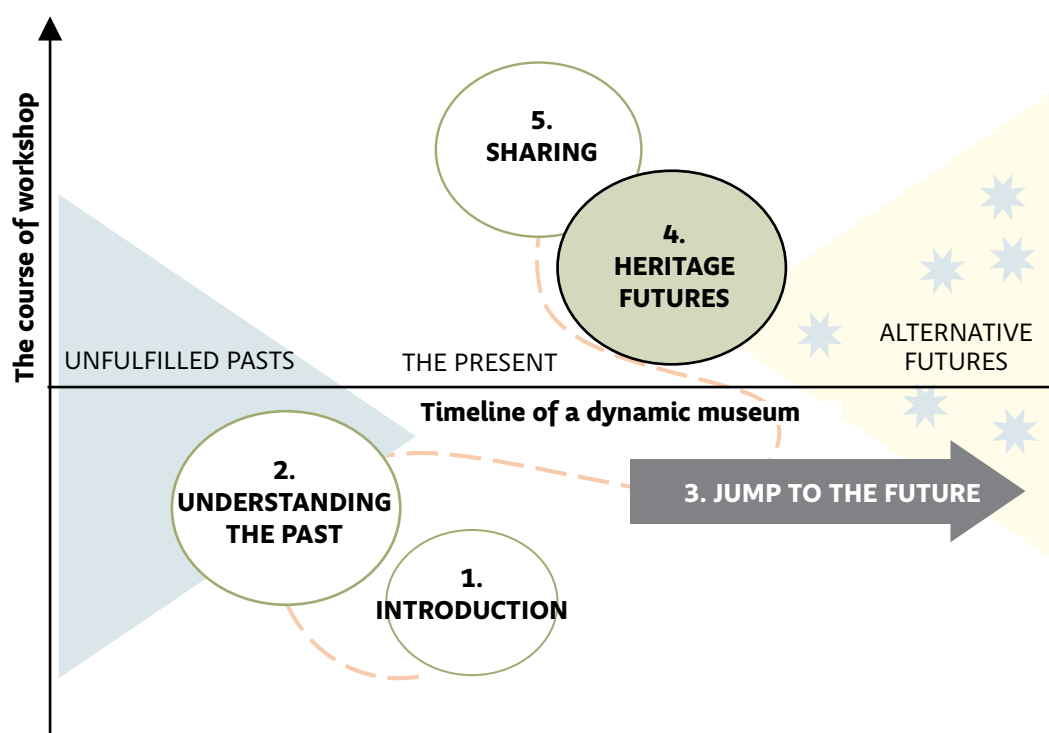 The course of workshop
5.
SHARING
4.
HERITAGE
FUTURES
UNFULFILLED PASTS
THE PRESENT
ALTERNATIVE
FUTURES
Timeline of a dynamic museum
2.
UNDERSTANDING
THE PAST
3. JUMP TO THE FUTURE
1.
INTRODUCTION